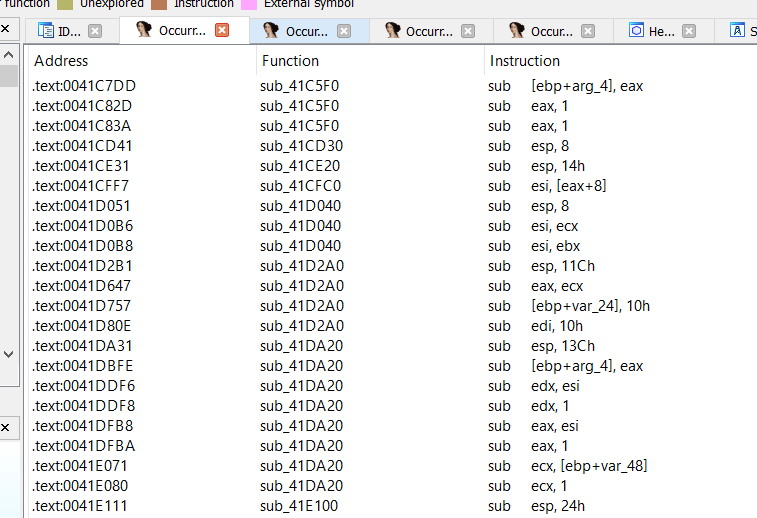 function Unexplored Instruction External symbol
ID... Occurr... Occurr... Occurr... Occur... He... S
Address Function Instruction
.text:0041C7DD sub_41C5F0 sub [ebp+arg_4], eax
.text:0041C82D sub_41C5F0 sub eax, 1
.text:0041C83A sub_41C5F0 sub eax, 1
.text:0041CD41 sub_41CD30 sub esp, 8
.text:0041CE31 sub_41CE20 sub esp, 14h
.text:0041CFF7 sub_41CFC0 sub esi, [eax+8]
.text:0041D051 sub_41D040 sub esp, 8
.text:0041D0B6 sub_41D040 sub esi, ecx
.text:0041D0B8 sub_41D040 sub esi, ebx
.text:0041D2B1 sub_41D2A0 sub esp, 11Ch
.text:0041D647 sub_41D2A0 sub eax, ecx
.text:0041D757 sub_41D2A0 sub [ebp+var_24], 10h
.text:0041D80E sub_41D2A0 sub edi, 10h
.text:0041DA31 sub_41DA20 sub esp, 13Ch
.text:0041DBFE sub_41DA20 sub [ebp+arg_4], eax
.text:0041DDF6 sub_41DA20 sub edx, esi
.text:0041DDF8 sub_41DA20 sub edx, 1
.text:0041DFB8 sub_41DA20 sub eax, esi
.text:0041DFBA sub_41DA20 sub eax, 1
.text:0041E071 sub_41DA20 sub ecx, [ebp+var_48]
.text:0041E080 sub_41DA20 sub ecx, 1
.text:0041E111 sub_41E100 sub esp, 24h